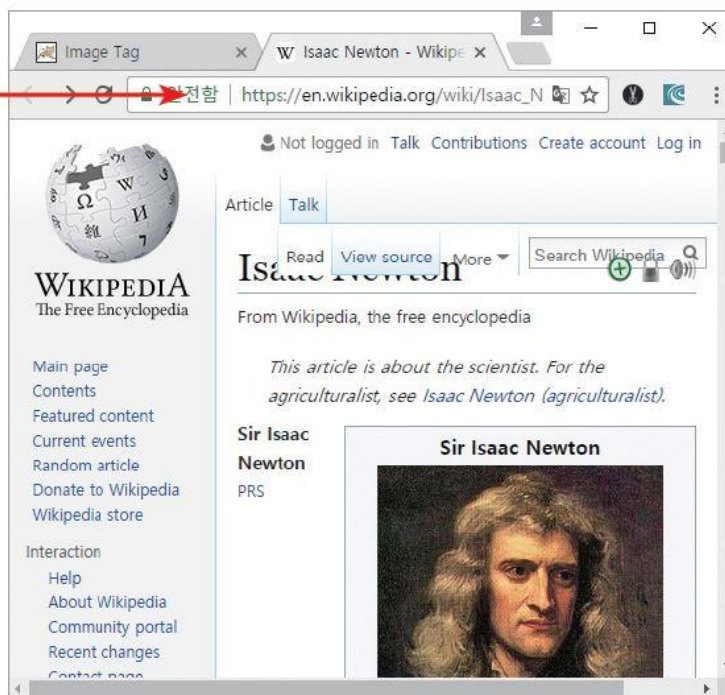 Image Tag
W Isaac Newton - Wikipe
안전함 | https://en.wikipedia.org/wiki/Isaac_N
Not logged in Talk Contributions Create account Log in
Article Talk
Read View source More Search Wikipedia
Isaac Newton
WIKIPEDIA
The Free Encyclopedia
From Wikipedia, the free encyclopedia
This article is about the scientist. For the
agriculturalist, see Isaac Newton (agriculturalist).
Main page
Contents
Featured content
Current events
Random article
Donate to Wikipedia
Wikipedia store
Interaction
Help
About Wikipedia
Community portal
Recent changes
Contact page
Sir Isaac
Newton
PRS
Sir Isaac Newton